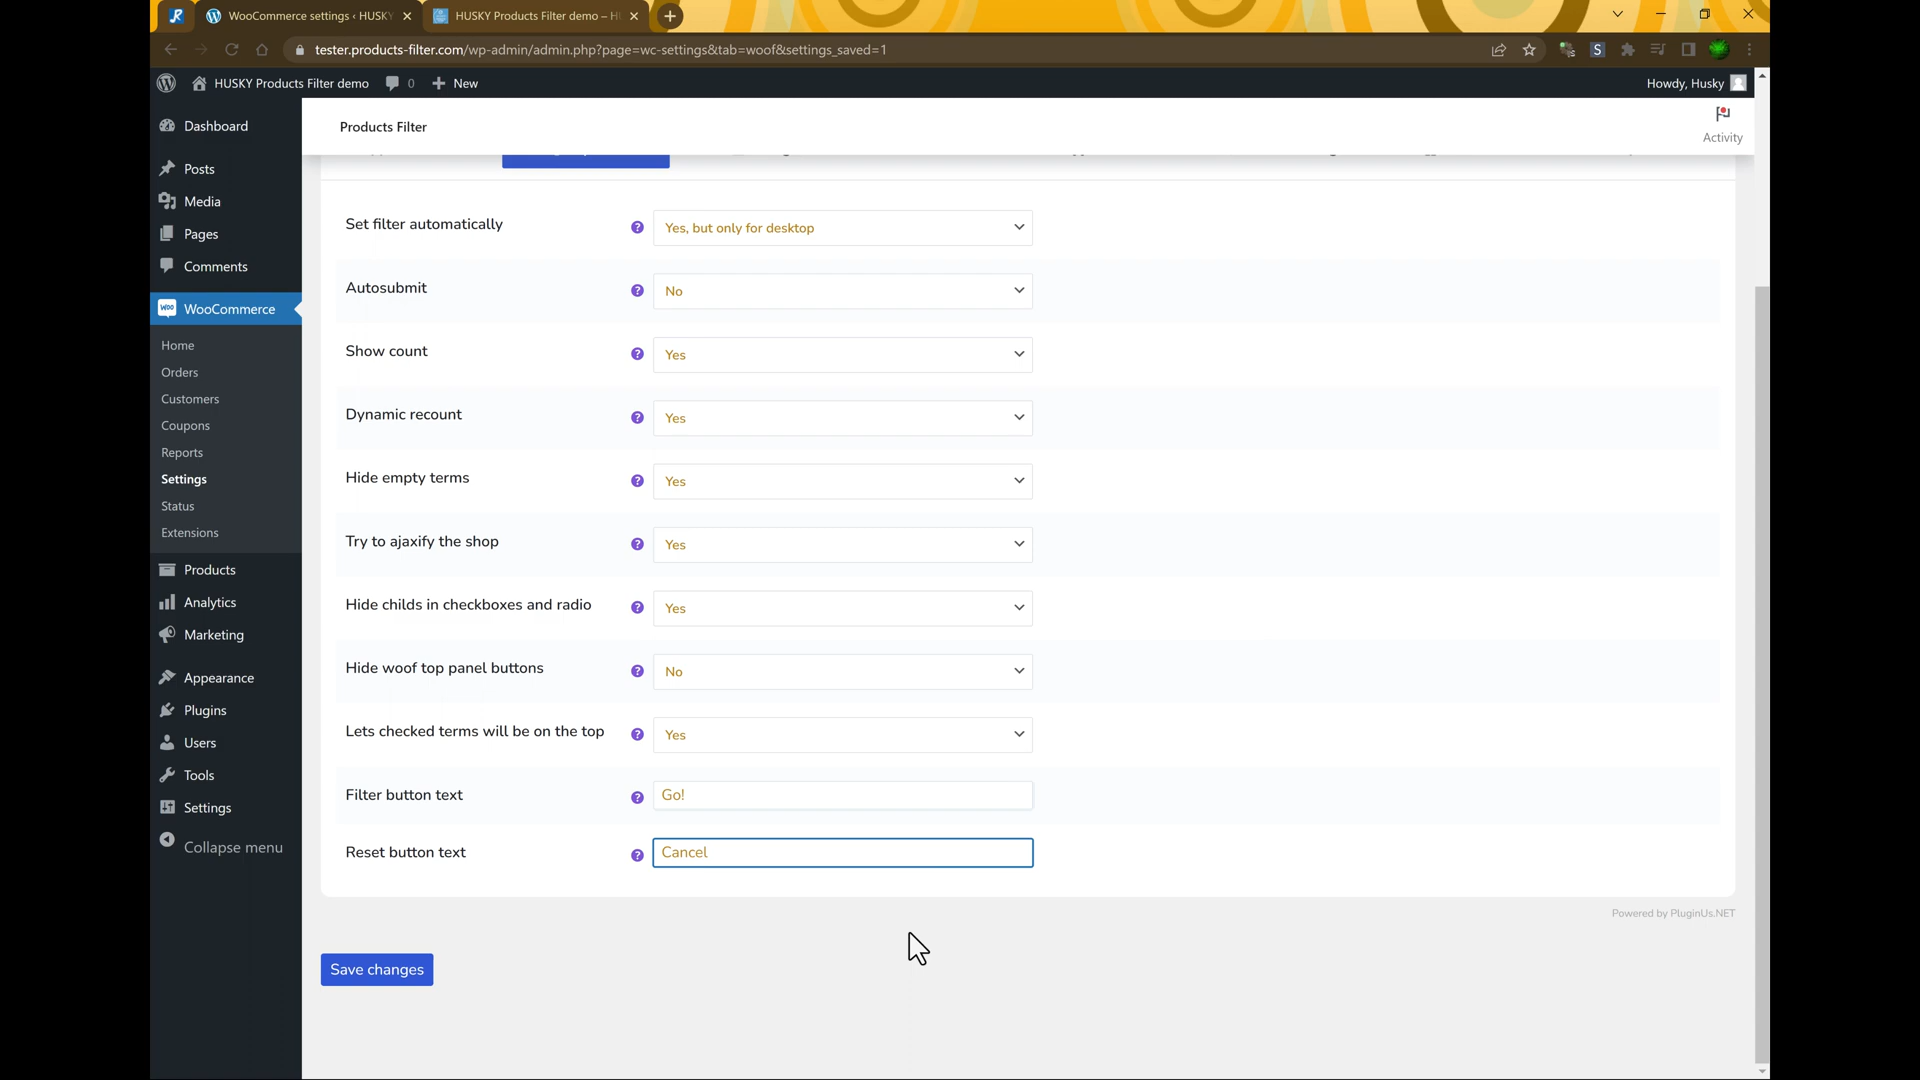 WooCommerce settings ‹ HUSKY
HUSKY Products Filter demo – H
tester.products-filter.com/wp-admin/admin.php?page=wc-settings&tab=woof&settings_saved=1
S
HUSKY Products Filter demo
0
New
Howdy, Husky
Dashboard
Posts
Media
Pages
Comments
WOO
WooCommerce
Home
Orders
Customers
Coupons
Reports
Settings
Status
Extensions
Products
Analytics
Marketing
Appearance
Plugins
Users
Tools
Settings
Collapse menu
Products Filter
Activity
Set filter automatically ? Yes, but only for desktop
Autosubmit ? No
Show count ? Yes
Dynamic recount ? Yes
Hide empty terms ? Yes
Try to ajaxify the shop ? Yes
Hide childs in checkboxes and radio ? Yes
Hide woof top panel buttons ? No
Lets checked terms will be on the top ? Yes
Filter button text ? Go!
Reset button text ? Cancel
Powered by PluginUs.NET
Save changes